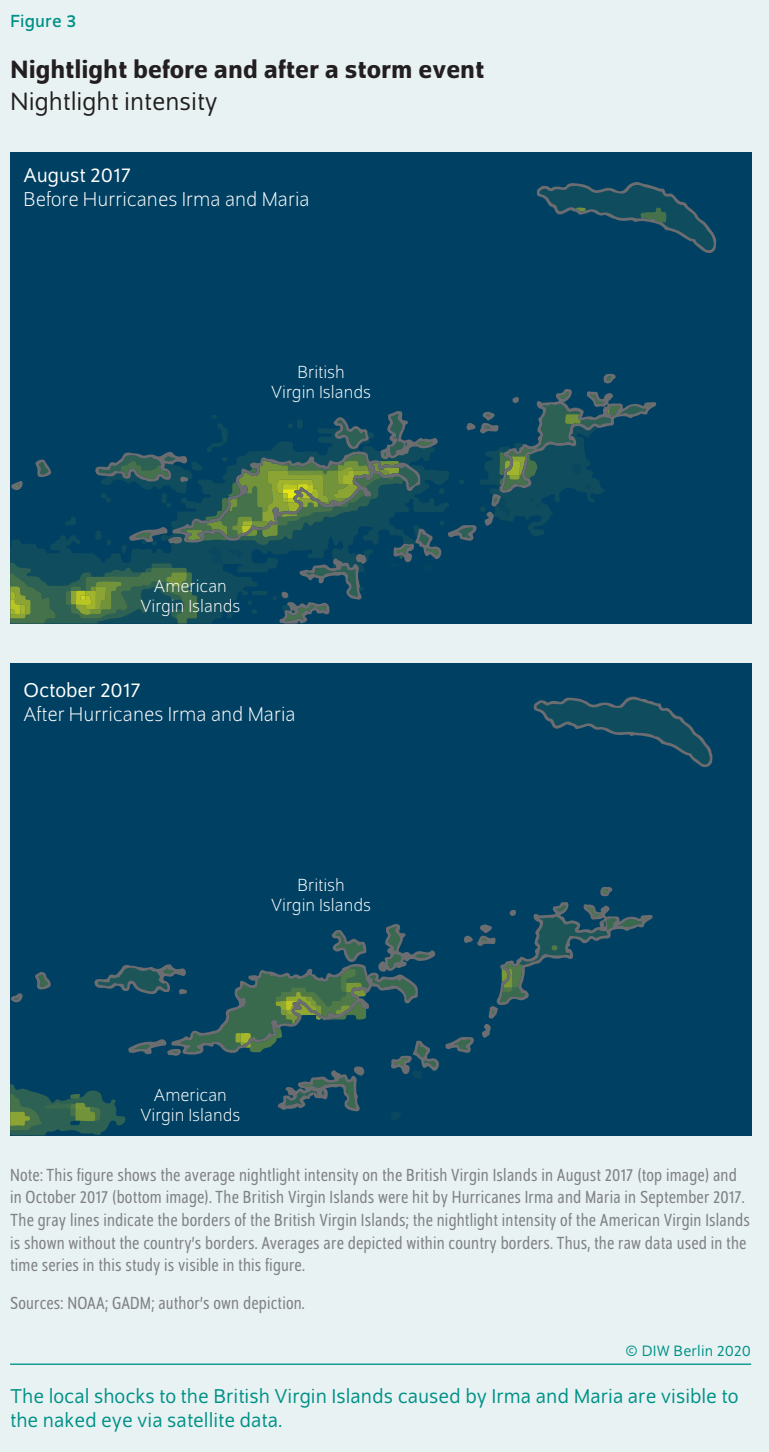 Figure 3
Nightlight before and after a storm event
Nightlight intensity
August 2017
Before Hurricanes Irma and Maria
British
Virgin Islands
American
Virgin Islands
October 2017
After Hurricanes Irma and Maria
British
Virgin Islands
American
Virgin Islands
Note: This figure shows the average nightlight intensity on the British Virgin Islands in August 2017 (top image) and
in October 2017 (bottom image). The British Virgin Islands were hit by Hurricanes Irma and Maria in September 2017.
The gray lines indicate the borders of the British Virgin Islands; the nightlight intensity of the American Virgin Islands
is shown without the country’s borders. Averages are depicted within country borders. Thus, the raw data used in the
time series in this study is visible in this figure.
Sources: NOAA; GADM; author’s own depiction.
© DIW Berlin 2020
The local shocks to the British Virgin Islands caused by Irma and Maria are visible to
the naked eye via satellite data.